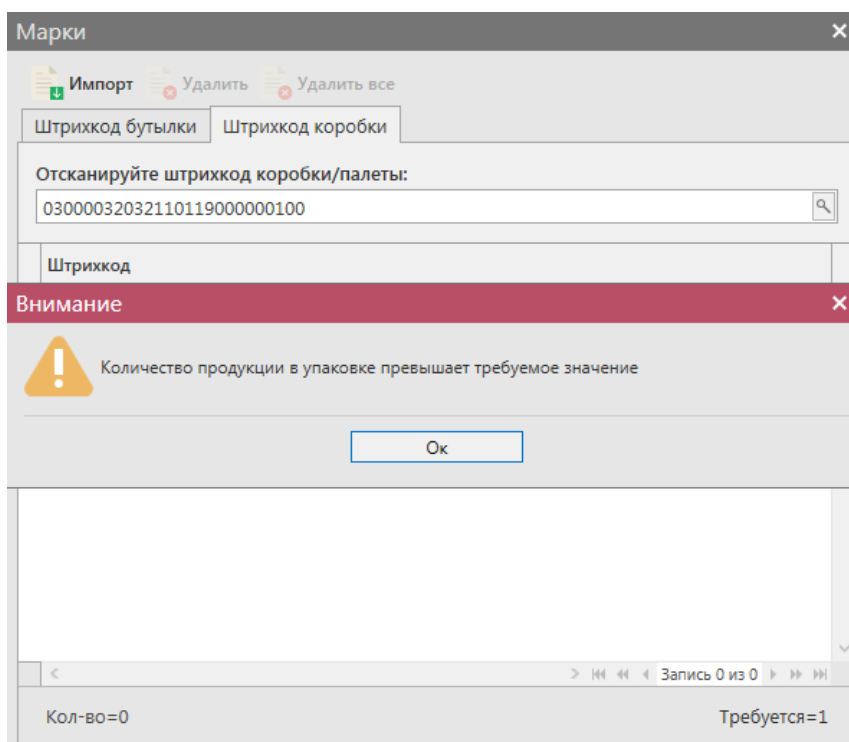 Марки
Импорт Удалить Удалить все
Штрихкод бутылки Штрихкод коробки
Отсканируйте штрихкод коробки/палеты:
03000032032110119000000100
Штрихкод
Внимание
Количество продукции в упаковке превышает требуемое значение
Ок
Запись 0 из 0
Кол-во=0 Требуется=1